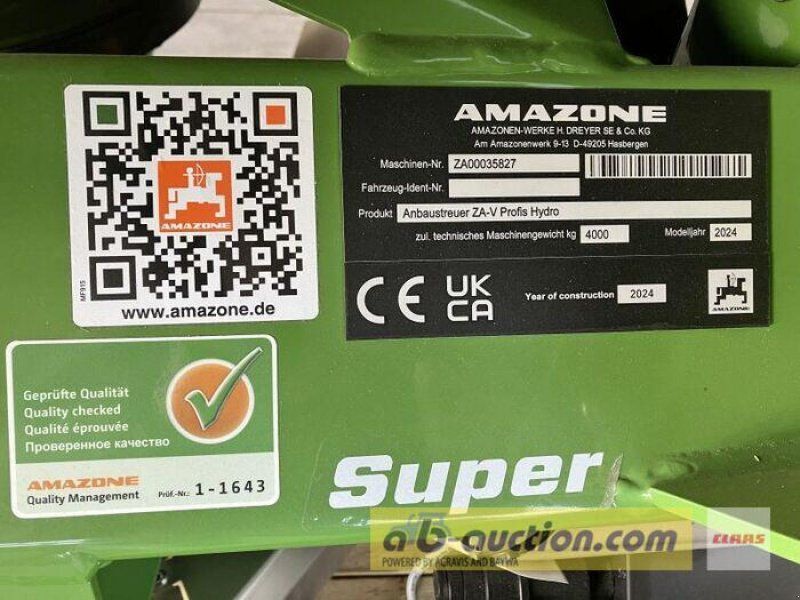 AMAZONE
MF915
www.amazone.de
AMAZONE
AMAZONEN-WERKE H. DREYER SE & Co. KG
Am Amazonenwerk 9-13 D-49205 Hasbergen
Maschinen-Nr. ZA00035827
Fahrzeug-Ident-Nr.
Produkt Anbaustreuer ZA-V Profis Hydro
zul. technisches Maschinengewicht kg 4000 Modelljahr 2024
CE UK CA Year of construction 2024
AMAZONE
Geprüfte Qualität
Quality checked
Qualité éprouvée
Проверенное качество
AMAZONE
Quality Management Prüf.-Nr.: 1-1643
Super
ab-auction.com
POWERED BY AGRAVIS AND BAYWA
CLAAS